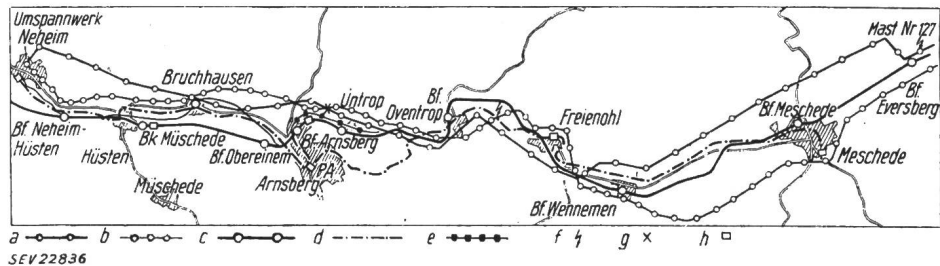 Umspannwerk
Neheim
Mast Nr 127
Bruchhausen
Untrop
Bf.
Oventrop
Freienohl
Bf. Meschede
Bf.
Eversberg
Bf. Neheim-
Hüsten
Bk Müschede
Hüsten
Bf. Obereinem
Bf. Arnsberg
PA
Arnsberg
Müschede
Meschede
Bf. Wennemen
a b c d e f g h
SEV 22836